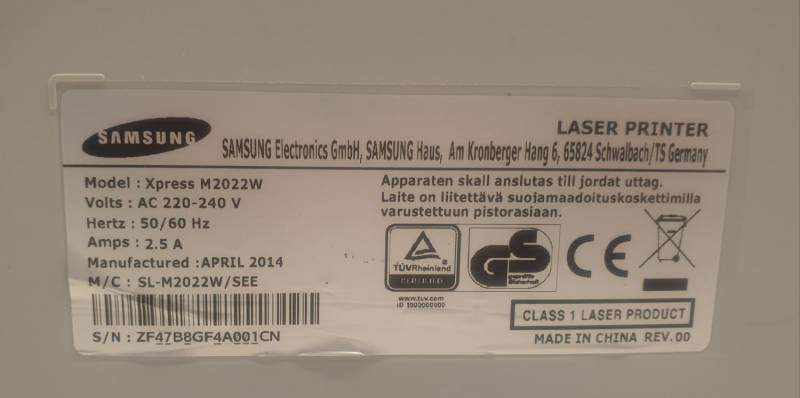 SAMSUNG
LASER PRINTER
SAMSUNG Electronics GmbH, SAMSUNG Haus, Am Kronberger Hang 6, 65824 Schwalbach/TS Germany
Model : Xpress M2022W
Volts : AC 220-240 V
Hertz : 50/60 Hz
Amps : 2.5 A
Manufactured :APRIL 2014
M/C : SL-M2022W/SEE
S/N : ZF47B8GF4A001CN
Apparaten skall anslutas till jordat uttag.
Laite on liitettävä suojamaadoituskoskettimilla
varustettuun pistorasiaan.
TÜVRheinland
CERTIFIED
www.tuv.com
ID 1000000000
GS
geprüfte
Sicherheit
CE
CLASS 1 LASER PRODUCT
MADE IN CHINA REV.00